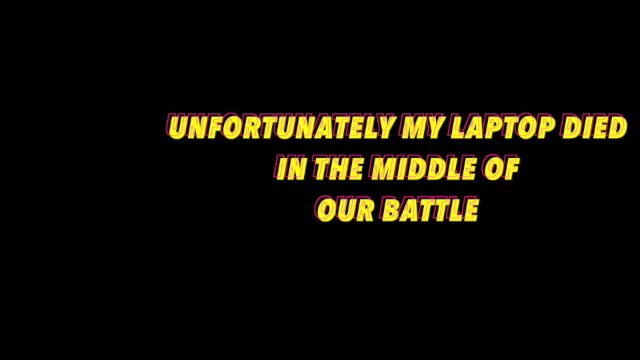 UNFORTUNATELY MY LAPTOP DIED
IN THE MIDDLE OF
OUR BATTLE